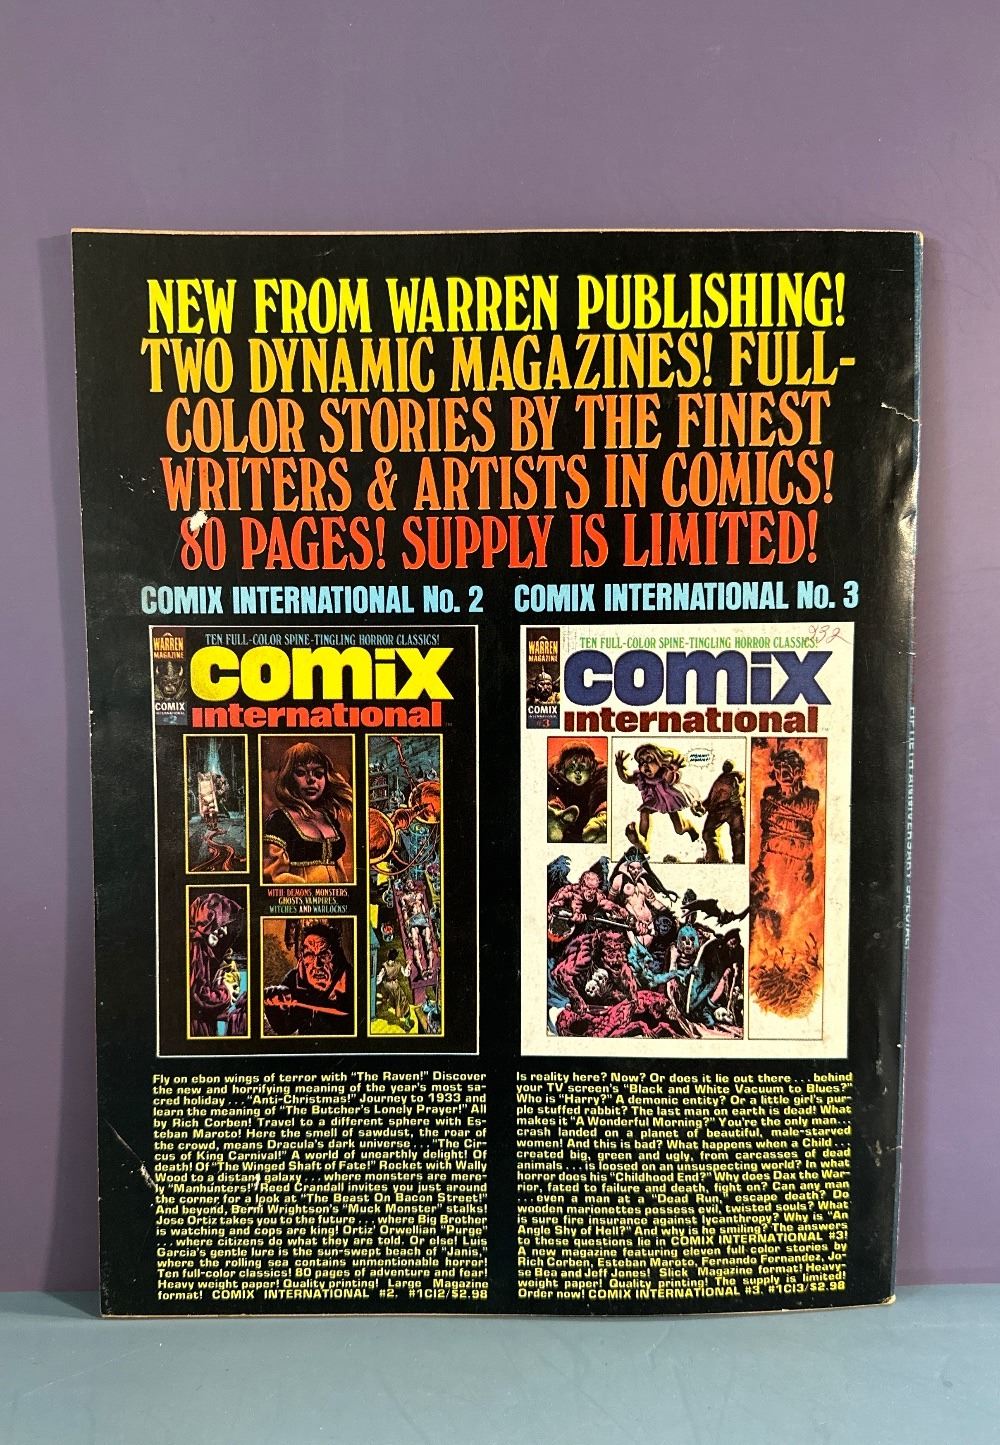 NEW FROM WARREN PUBLISHING!
TWO DYNAMIC MAGAZINES! FULL-
COLOR STORIES BY THE FINEST
WRITERS & ARTISTS IN COMICS!
80 PAGES! SUPPLY IS LIMITED!
COMIX INTERNATIONAL No. 2
TEN FULL-COLOR SPINE-TINGLING HORROR CLASSICS!
WARREN
MAGAZINE
COMIX
INTERNATIONAL
#2
comix
international
WITH DEMONS, MONSTERS,
GHOSTS, VAMPIRES,
WITCHES AND WARLOCKS!
Fly on ebon wings of terror with "The Raven!" Discover
the new and horrifying meaning of the year's most sa-
cred holiday . . . "Anti-Christmas!" Journey to 1933 and
learn the meaning of "The Butcher's Lonely Prayer!" All
by Rich Corben! Travel to a different sphere with Es-
teban Maroto! Here the smell of sawdust, the roar of
the crowd, means Dracula's dark universe . . . "The Cir-
cus of King Carnival!" A world of unearthly delight! Of
death! Of "The Winged Shaft of Fate!" Rocket with Wally
Wood to a distant galaxy . . . where monsters are mere-
ly "Manhunters!" Reed Crandall invites you just around
the corner, for a look at "The Beast On Bacon Street!"
And beyond, Berni Wrightson's "Muck Monster" stalks!
Jose Ortiz takes you to the future . . . where Big Brother
is watching and cops are king! Ortiz' Orwellian "Purge"
. . . where citizens do what they are told. Or else! Luis
Garcia's gentle lure is the sun-swept beach of "Janis,"
where the rolling sea contains unmentionable horror!
Ten full-color classics! 80 pages of adventure and fear!
Heavy weight paper! Quality printing! Large Magazine
format! COMIX INTERNATIONAL #2. #1CI2/$2.98
COMIX INTERNATIONAL No. 3
TEN FULL-COLOR SPINE-TINGLING HORROR CLASSICS!
932
WARREN
MAGAZINE
COMIX
INTERNATIONAL
#3
comix
international
Is reality here? Now? Or does it lie out there . . . behind
your TV screen's "Black and White Vacuum to Blues?"
Who is "Harry?" A demonic entity? Or a little girl's pur-
ple stuffed rabbit? The last man on earth is dead! What
makes it "A Wonderful Morning?" You're the only man . . .
crash landed on a planet of beautiful, male-starved
women! And this is bad? What happens when a Child . . .
created big, green and ugly, from carcasses of dead
animals . . . is loosed on an unsuspecting world? In what
horror does his "Childhood End?" Why does Dax the War-
rior, fated to failure and death, fight on? Can any man
. . . even a man at a "Dead Run," escape death? Do
wooden marionettes possess evil, twisted souls? What
is sure fire insurance against lycanthropy? Why is "An
Angle Shy of Hell?" And why is he smiling? The answers
to those questions lie in COMIX INTERNATIONAL #3!
A new magazine featuring eleven full color stories by
Rich Corben, Esteban Maroto, Fernando Fernandez, Jo-
se Bea and Jeff Jones! Slick Magazine format! Heavy-
weight paper! Quality printing! The supply is limited!
Order now! COMIX INTERNATIONAL #3. #1CI3/$2.98
FIFTIETH ANNIVERSARY SPECIAL!